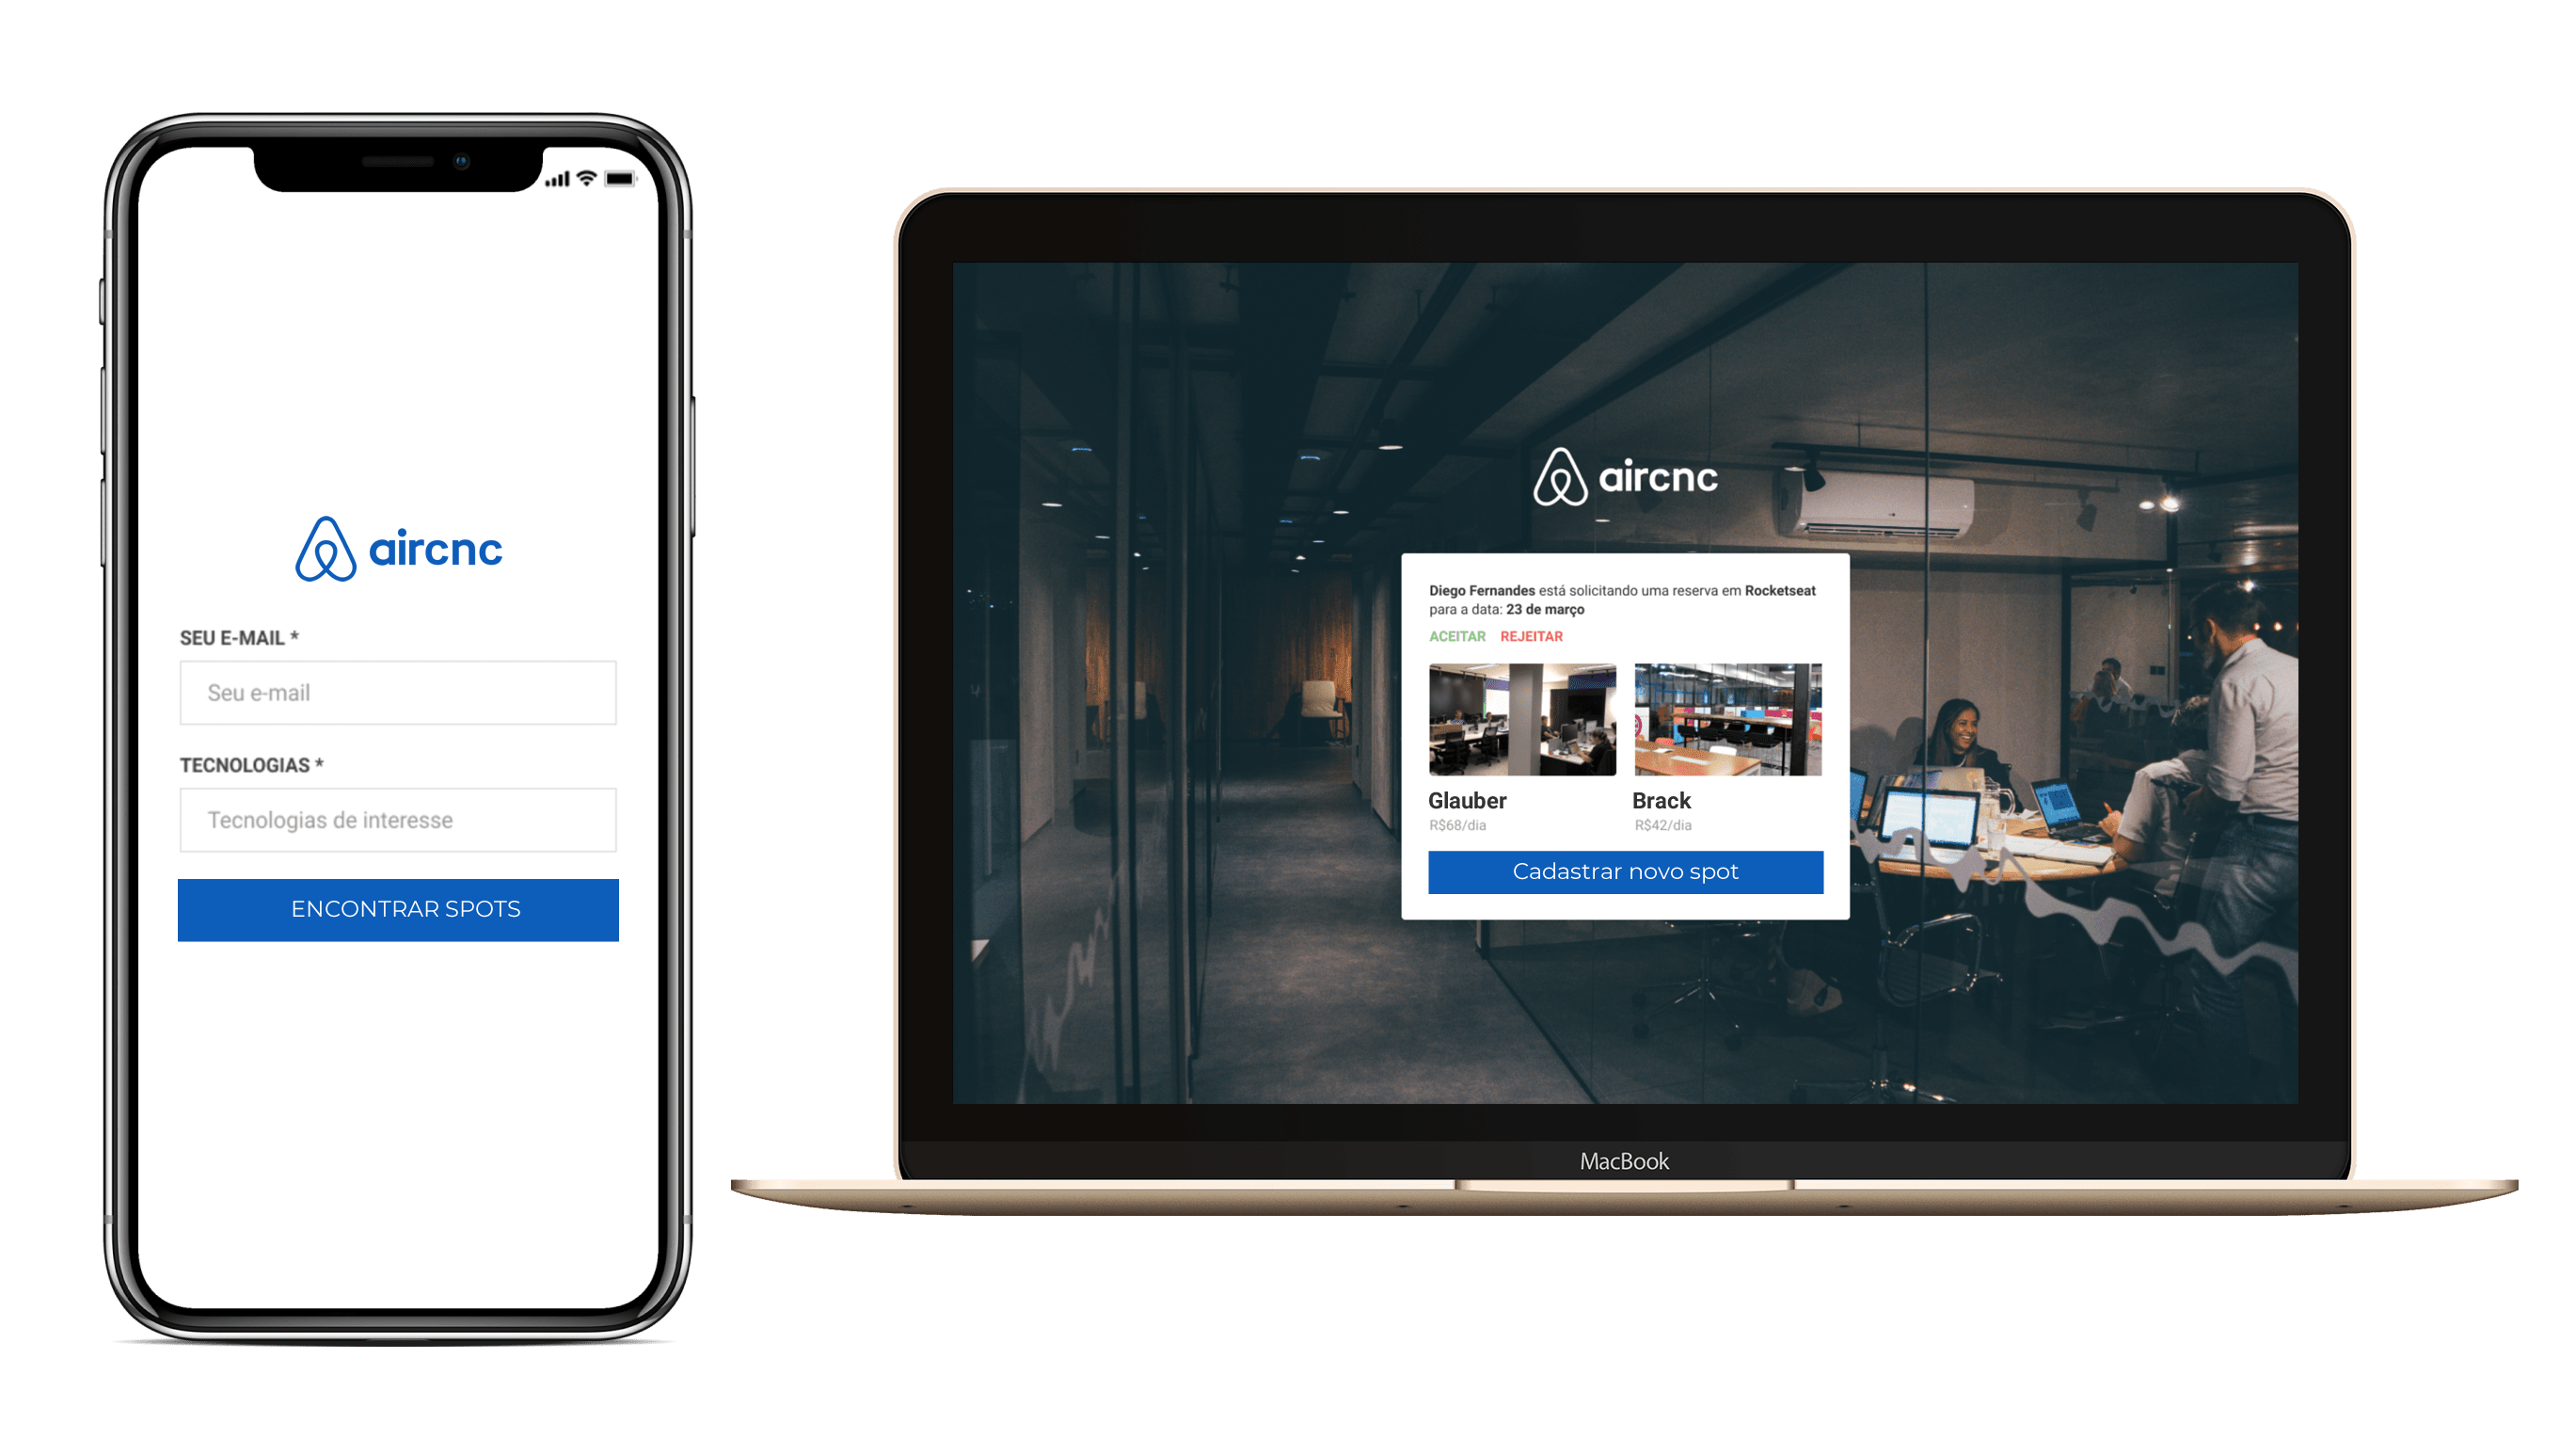 aircnc
SEU E-MAIL *
Seu e-mail
TECNOLOGIAS *
Tecnologias de interesse
ENCONTRAR SPOTS
aircnc
Diego Fernandes está solicitando uma reserva em Rocketseat
para a data: 23 de março
ACEITAR REJEITAR
Glauber Brack
R$68/dia R$42/dia
Cadastrar novo spot
MacBook